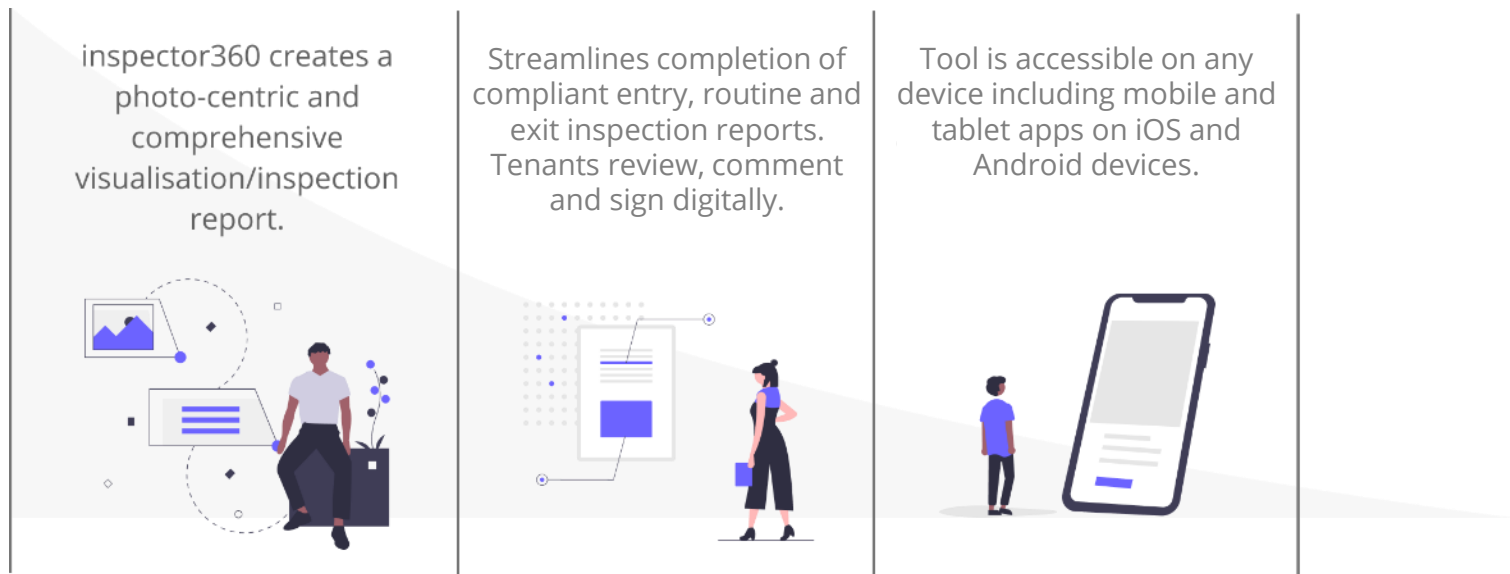 inspector360 creates a
photo-centric and
comprehensive
visualisation/inspection
report.
Streamlines completion of
compliant entry, routine and
exit inspection reports.
Tenants review, comment
and sign digitally.
Tool is accessible on any
device including mobile and
tablet apps on iOS and
Android devices.